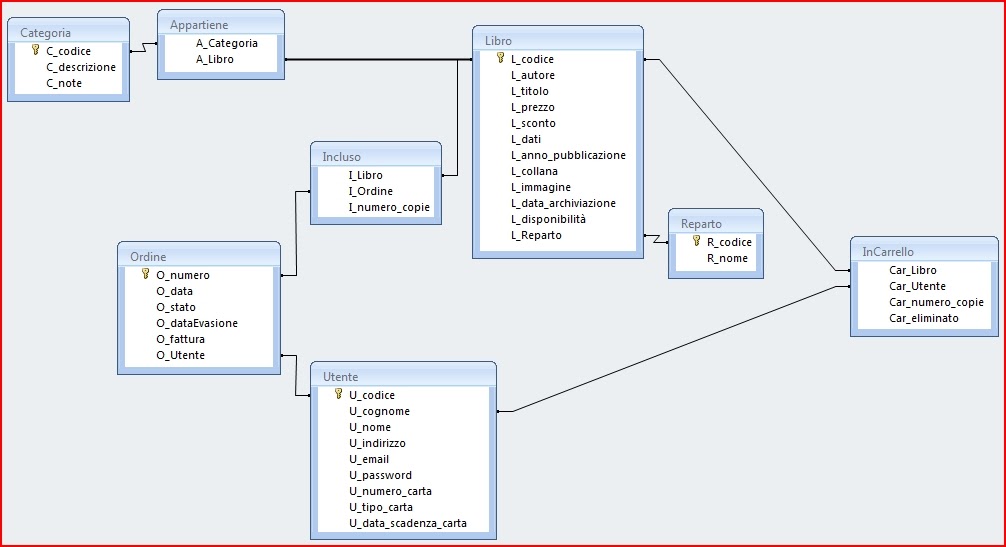 Categoria
C_codice
C_descrizione
C_note
Appartiene
A_Categoria
A_Libro
Libro
L_codice
L_autore
L_titolo
L_prezzo
L_sconto
L_dati
L_anno_pubblicazione
L_collana
L_immagine
L_data_archiviazione
L_disponibilità
L_Reparto
Incluso
I_Libro
I_Ordine
I_numero_copie
Reparto
R_codice
R_nome
InCarrello
Car_Libro
Car_Utente
Car_numero_copie
Car_eliminato
Ordine
O_numero
O_data
O_stato
O_dataEvasione
O_fattura
O_Utente
Utente
U_codice
U_cognome
U_nome
U_indirizzo
U_email
U_password
U_numero_carta
U_tipo_carta
U_data_scadenza_carta